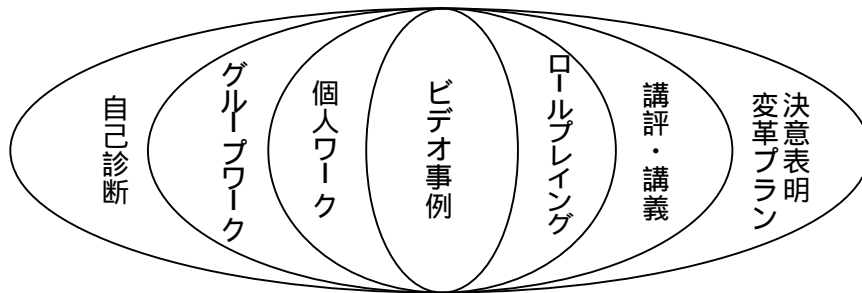 自己診断
グループワーク
個人ワーク
ビデオ事例
ロールプレイング
講評・講義
決意表明
変革プラン